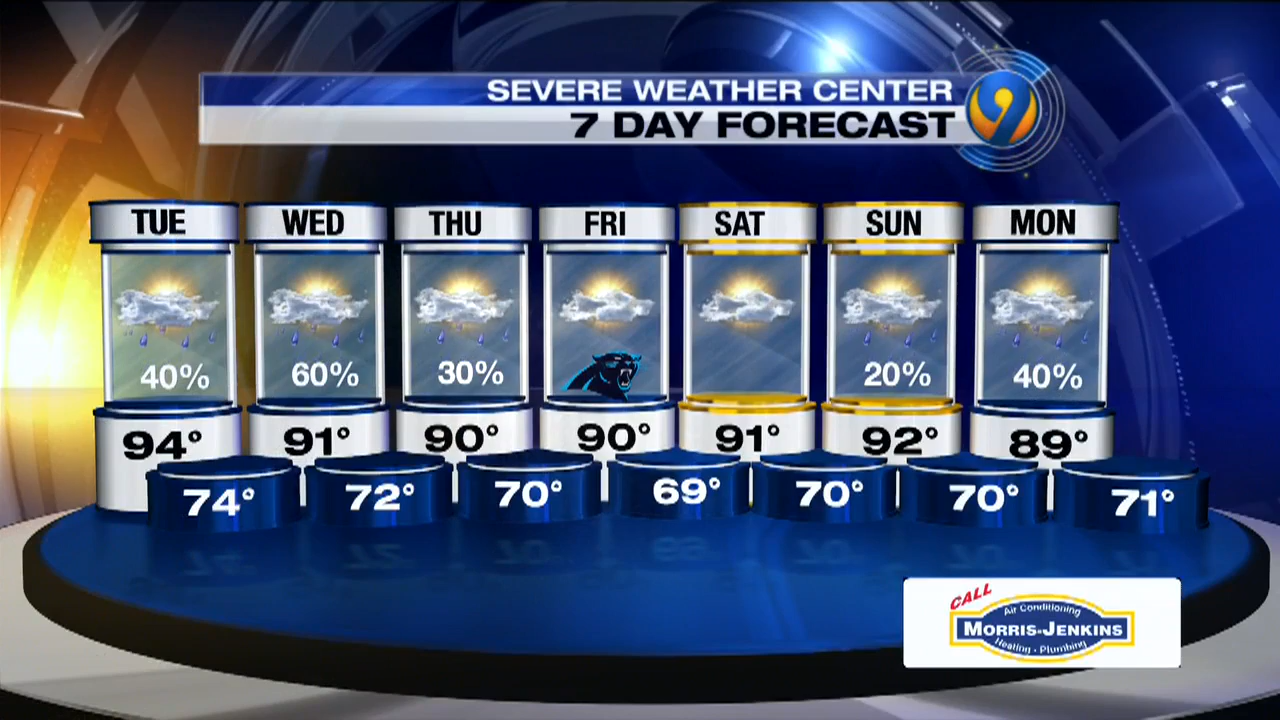 SEVERE WEATHER CENTER
7 DAY FORECAST
9
TUE WED THU FRI SAT SUN MON
40% 60% 30% 20% 40%
94° 91° 90° 90° 91° 92° 89°
74° 72° 70° 69° 70° 70° 71°
CALL
Air Conditioning
MORRIS-JENKINS
Heating · Plumbing